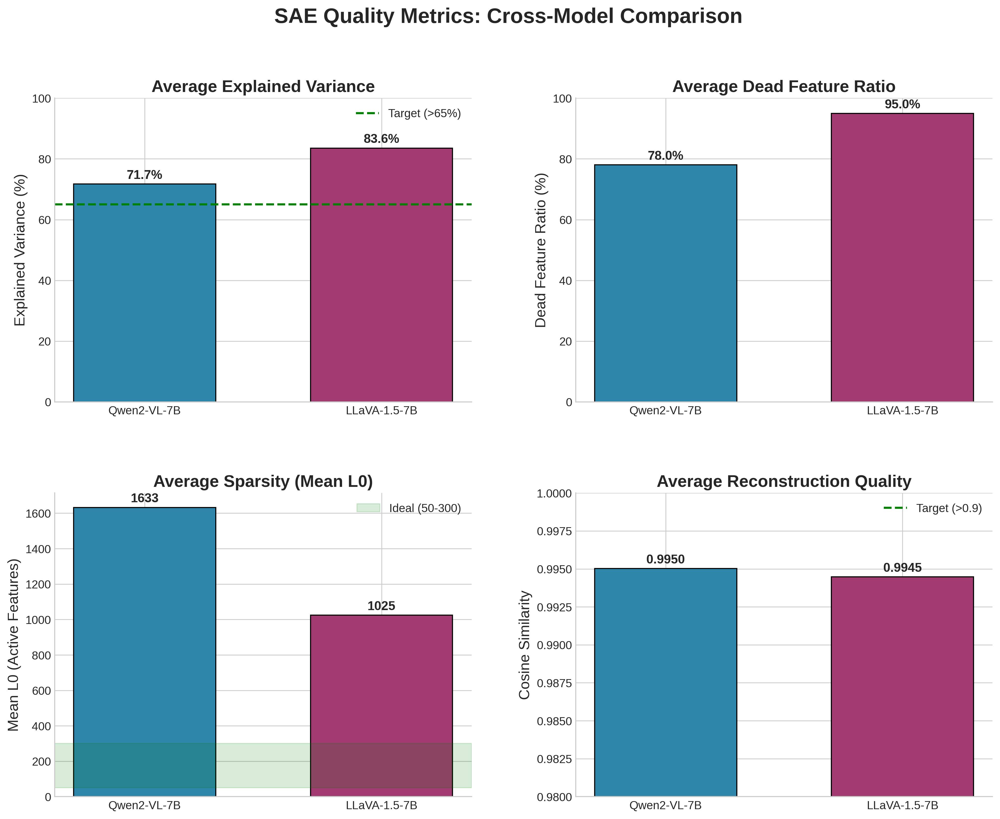 SAE Quality Metrics: Cross-Model Comparison
Average Explained Variance
Explained Variance (%)
100
80
60
40
20
0
Target (>65%)
71.7%
83.6%
Qwen2-VL-7B
LLaVA-1.5-7B
Average Dead Feature Ratio
Dead Feature Ratio (%)
100
80
60
40
20
0
78.0%
95.0%
Qwen2-VL-7B
LLaVA-1.5-7B
Average Sparsity (Mean L0)
Mean L0 (Active Features)
1600
1400
1200
1000
800
600
400
200
0
Ideal (50-300)
1633
1025
Qwen2-VL-7B
LLaVA-1.5-7B
Average Reconstruction Quality
Cosine Similarity
1.0000
0.9975
0.9950
0.9925
0.9900
0.9875
0.9850
0.9825
0.9800
Target (>0.9)
0.9950
0.9945
Qwen2-VL-7B
LLaVA-1.5-7B